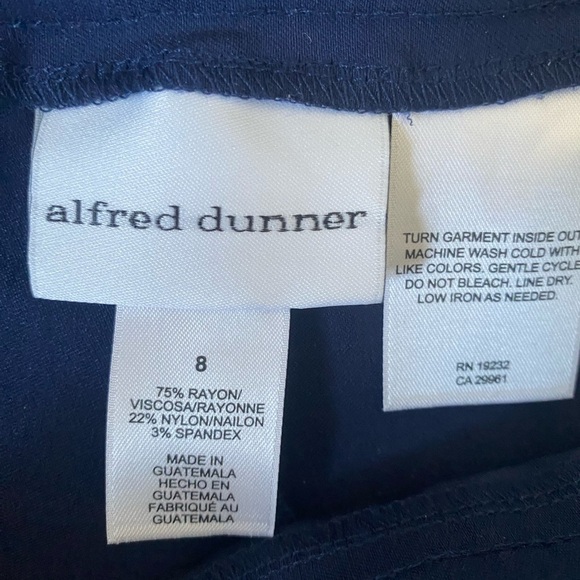 alfred dunner
8
75% RAYON/
VISCOSA/RAYONNE
22% NYLON/NAILON
3% SPANDEX
MADE IN
GUATEMALA
HECHO EN
GUATEMALA
FABRIQUÉ AU
GUATEMALA
TURN GARMENT INSIDE OUT
MACHINE WASH COLD WITH
LIKE COLORS. GENTLE CYCLE
DO NOT BLEACH. LINE DRY.
LOW IRON AS NEEDED.
RN 19232
CA 29961